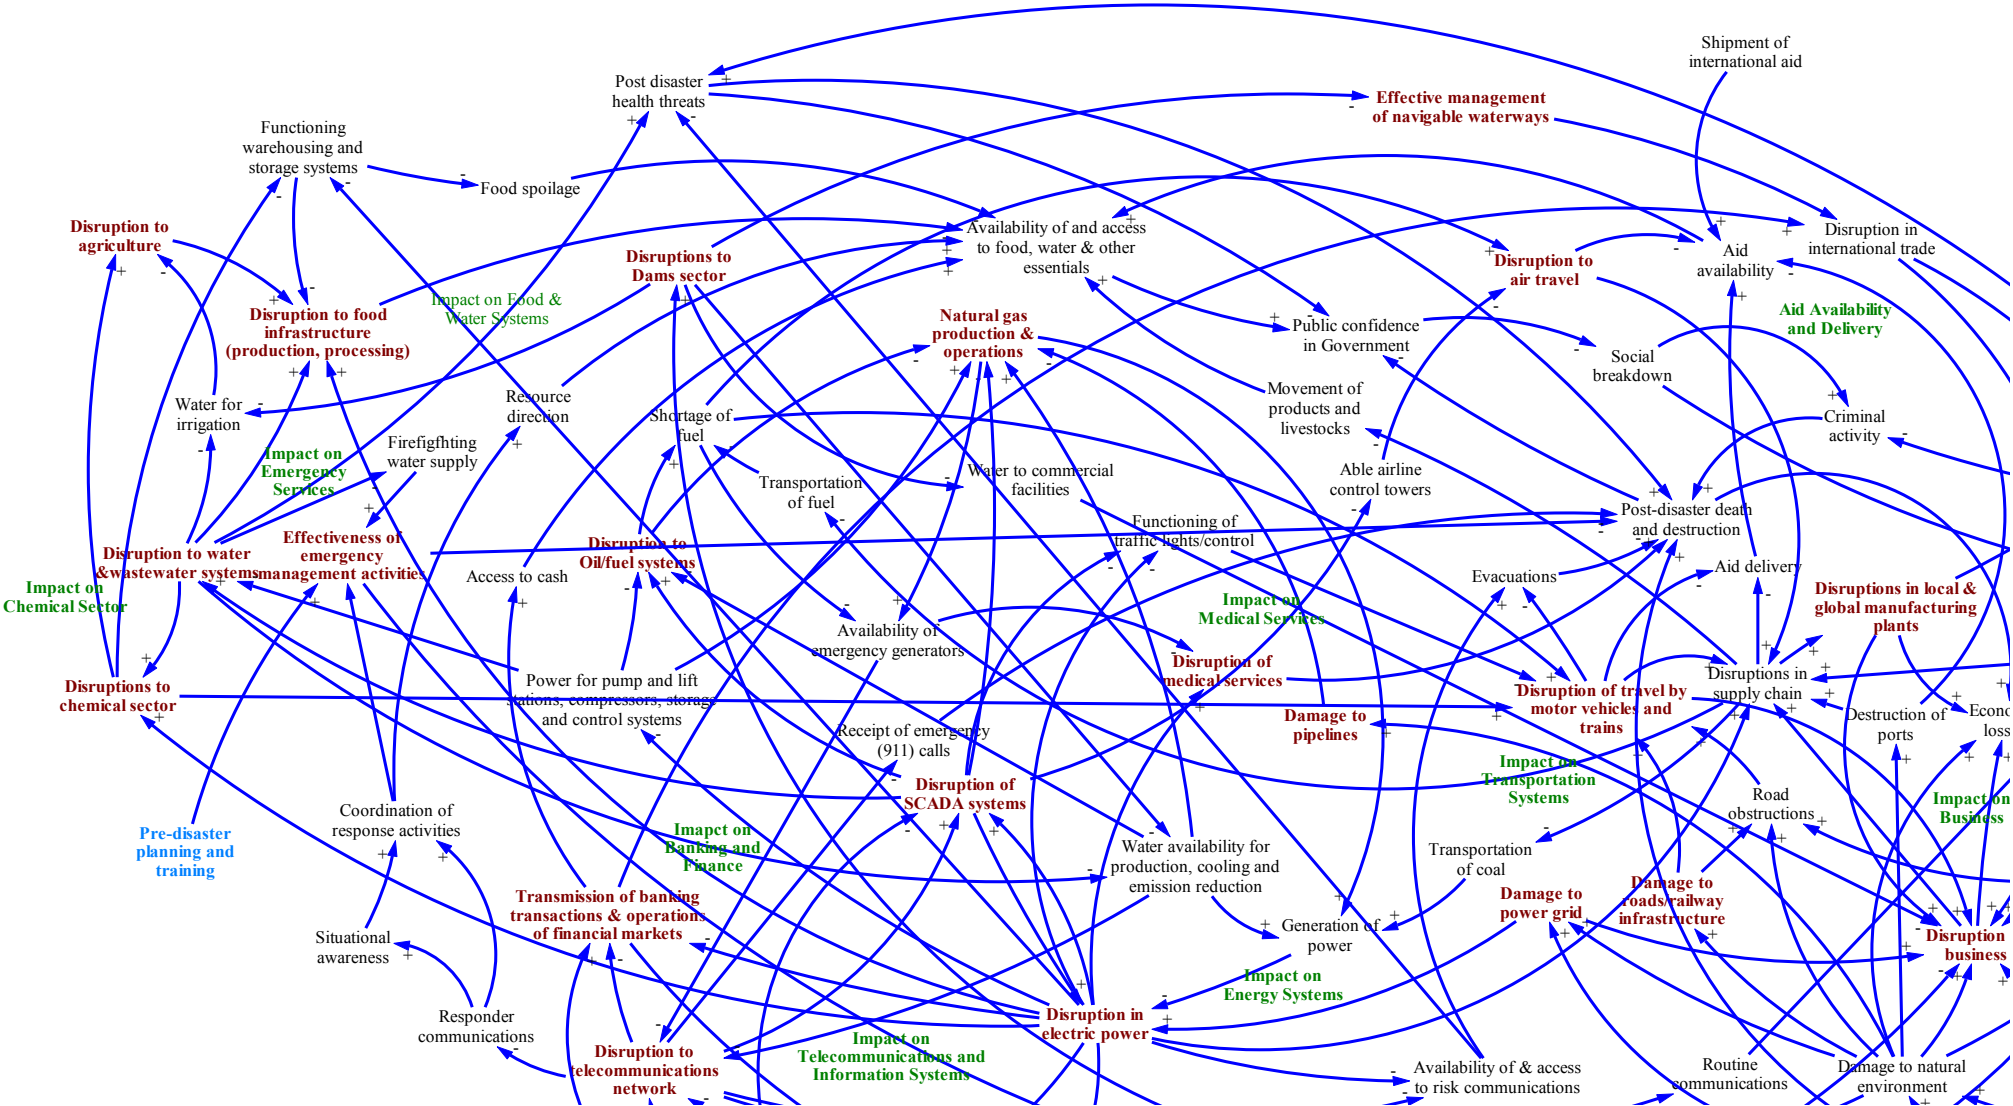 Shipment of
international aid
Post disaster
health threats
Effective management
of navigable waterways
Functioning
warehousing and
storage systems
Food spoilage
Disruption to
agriculture
Disruptions to
Dams sector
Availability of and access
to food, water & other
essentials
Disruption to
air travel
Aid
availability
Disruption in
international trade
Impact on Food &
Water Systems
Disruption to food
infrastructure
(production, processing)
Natural gas
production &
operations
Public confidence
in Government
Aid Availability
and Delivery
Social
breakdown
Water for
irrigation
Resource
direction
Shortage of
fuel
Movement of
products and
livestocks
Criminal
activity
Impact on
Emergency
Services
Firefigfhting
water supply
Transportation
of fuel
Water to commercial
facilities
Able airline
control towers
Post-disaster death
and destruction
Disruption to water
&wastewater systems
Effectiveness of
emergency
management activities
Disruption to
Oil/fuel systems
Functioning of
traffic lights/control
Access to cash
Evacuations
Aid delivery
Impact on
Chemical Sector
Impact on
Medical Services
Disruptions in local &
global manufacturing
plants
Availability of
emergency generators
Disruption of
medical services
Disruptions to
chemical sector
Power for pump and lift
stations, compressors, storage
and control systems
Damage to
pipelines
Disruption of travel by
motor vehicles and
trains
Disruptions in
supply chain
Destruction of
ports
Econo
loss
Receipt of emergency
(911) calls
Disruption of
SCADA systems
Impact on
Transportation
Systems
Road
obstructions
Impact on
Business
Coordination of
response activities
Pre-disaster
planning and
training
Imapct on
Banking and
Finance
Water availability for
production, cooling and
emission reduction
Transportation
of coal
Transmission of banking
transactions & operations
of financial markets
Damage to
power grid
Damage to
roads/railway
infrastructure
Situational
awareness
Generation of
power
Disruption
business
Impact on
Energy Systems
Responder
communications
Disruption in
electric power
Disruption to
telecommunications
network
Impact on
Telecommunications and
Information Systems
Availability of & access
to risk communications
Routine
communications
Damage to natural
environment